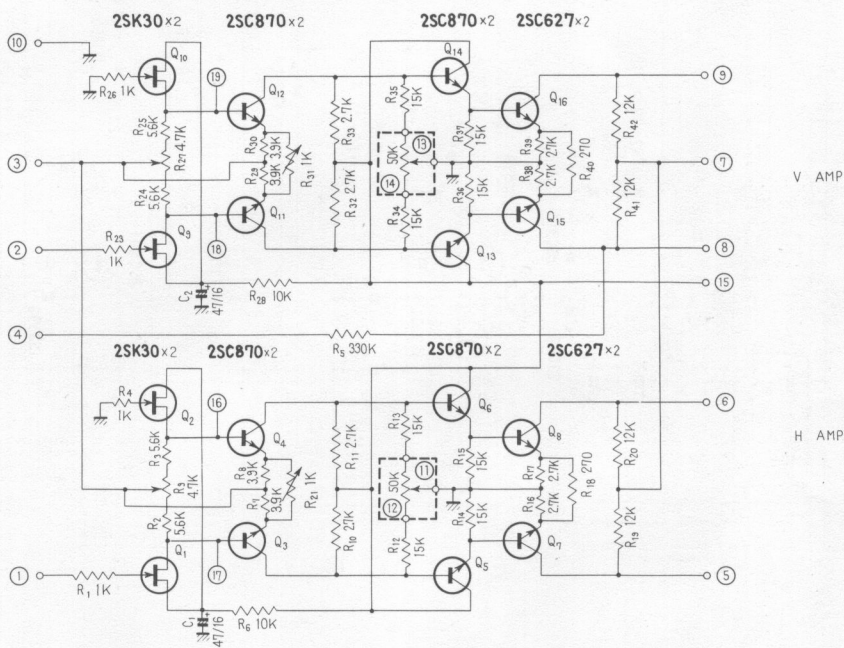 2SK30×2 2SC870×2 2SC870×2 2SC627×2
10 Q10 19 Q12 Q14 9
R26 1K R35 15K Q16 12K R42
R25 5.6K R33 2.7K R37 15K
3 R27 4.7K R30 3.9K R31 1K 50K 13 R39 2.7K R40 270 7
R24 5.6K R29 3.9K R32 2.7K 14 R36 15K R38 2.7K R41 12K
V AMP
2 R23 1K Q9 18 Q11 R34 15K Q13 Q15 8
C2 + 47/16 R28 10K 15
4 R5 330K
2SK30×2 2SC870×2 2SC870×2 2SC627×2
R4 1K Q2 16 Q4 R13 15K Q6 Q8 6
R3 5.6K R11 2.7K R15 15K R20 12K
H AMP
R9 4.7K R8 3.9K R21 1K 50K 11 R17 2.7K R18 270
R2 5.6K 3.9K R10 2.7K 12 R14 15K R16 2.7K R19 12K
1 R1 1K Q1 17 Q3 R12 15K Q5 Q7 5
C1 + 47/16 R6 10K